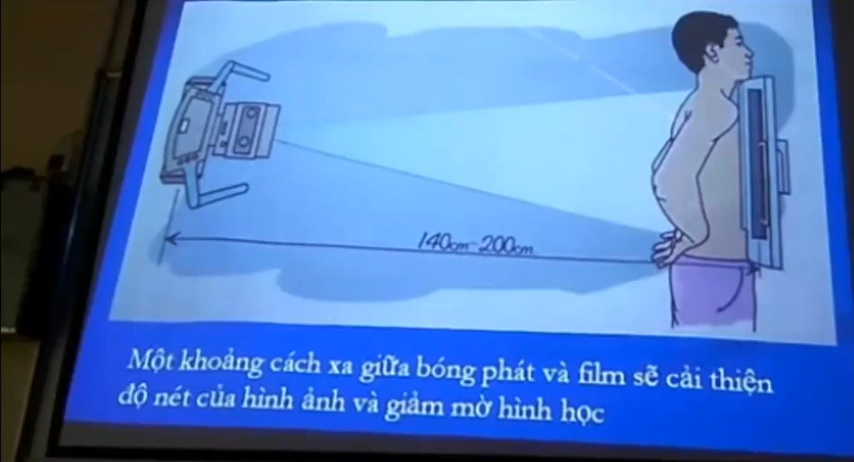 140cm-200cm
Một khoảng cách xa giữa bóng phát và film sẽ cải thiện
độ nét của hình ảnh và giảm mờ hình học